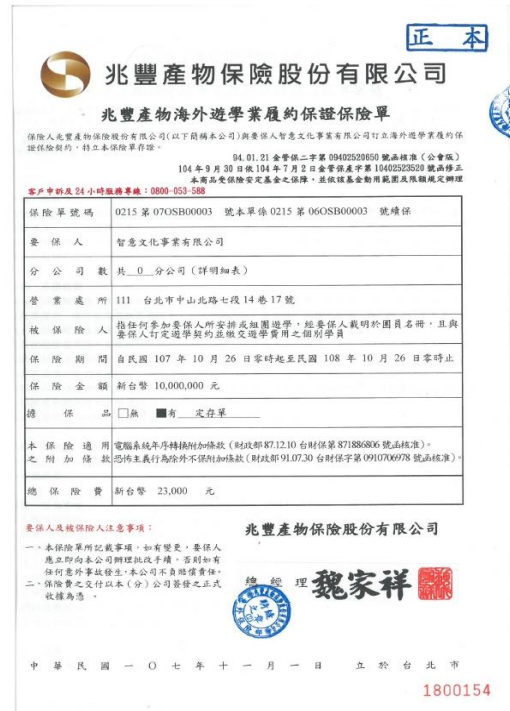 正 本
兆豐產物保險股份有限公司
兆豐產物海外遊學業履約保證保險單
保險人兆豐產物保險股份有限公司(以下簡稱本公司)與要保人智意文化事業有限公司訂立海外遊學業履約保
證保險契約，特立本保險單存證。
94.01.21 金管保二字第 09402520650 號函核准（公會版）
104 年 9 月 30 日依 104 年 7 月 2 日金管保產字第 10402523520 號函修正
本商品受保險安定基金之保障，並依該基金動用範圍及限額規定辦理
客戶申訴及 24 小時服務專線：0800-053-588
保險單號碼 0215 第 07OSB00003 號本單係 0215 第 06OSB00003 號續保
要保人 智意文化事業有限公司
分公司數 共 0 分公司（詳明細表）
營業處所 111 台北市中山北路七段 14 巷 17 號
被保險人 指任何參加要保人所安排或組團遊學，經要保人載明於團員名冊，且與
要保人訂定遊學契約並繳交遊學費用之個別學員
保險期間 自民國 107 年 10 月 26 日零時起至民國 108 年 10 月 26 日零時止
保險金額 新台幣 10,000,000 元
擔保品 □無 ■有 定存單
本保險適用 電腦系統年序轉換附加條款（財政部 87.12.10 台財保第 871886806 號函核准）。
之附加條款 恐怖主義行為除外不保附加條款（財政部 91.07.30 台財保字第 0910706978 號函核准）。
總保險費 新台幣 23,000 元
要保人及被保險人注意事項：
一、本保險單所記載事項，如有變更，要保人
應立即向本公司辦理批改手續，否則如有
任何意外事故發生，本公司不負賠償責任。
二、保險費之交付以本（分）公司簽發之正式
收據為憑。
兆豐產物保險股份有限公司
總經理 魏家祥
中華民國一〇七年十一月一日 立於台北市
1800154